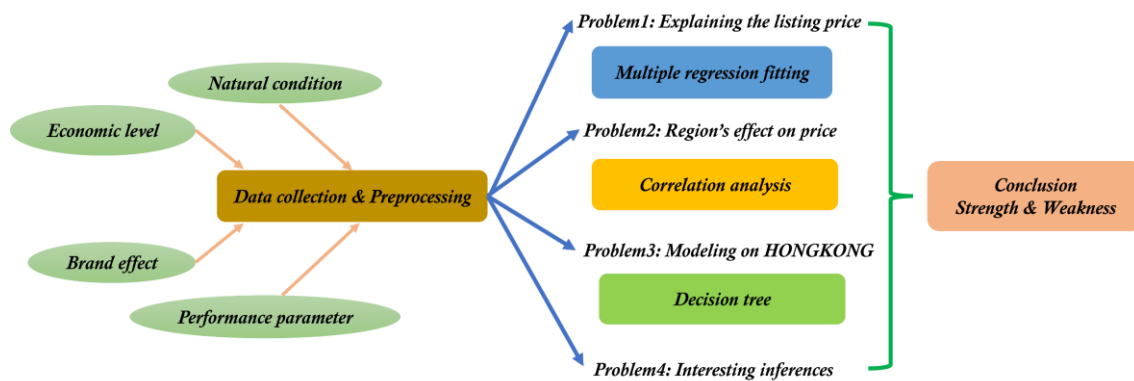 Natural condition
Economic level
Data collection & Preprocessing
Brand effect
Performance parameter
Problem1: Explaining the listing price
Multiple regression fitting
Problem2: Region's effect on price
Correlation analysis
Problem3: Modeling on HONGKONG
Decision tree
Problem4: Interesting inferences
Conclusion
Strength & Weakness